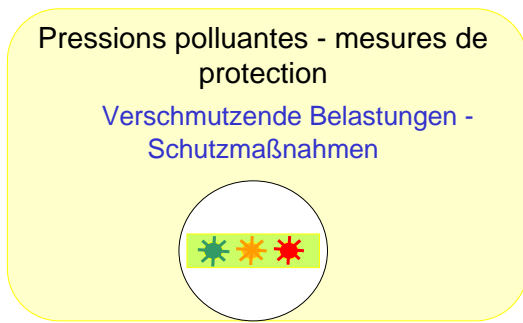 Pressions polluantes - mesures de
protection
Verschmutzende Belastungen -
Schutzmaßnahmen